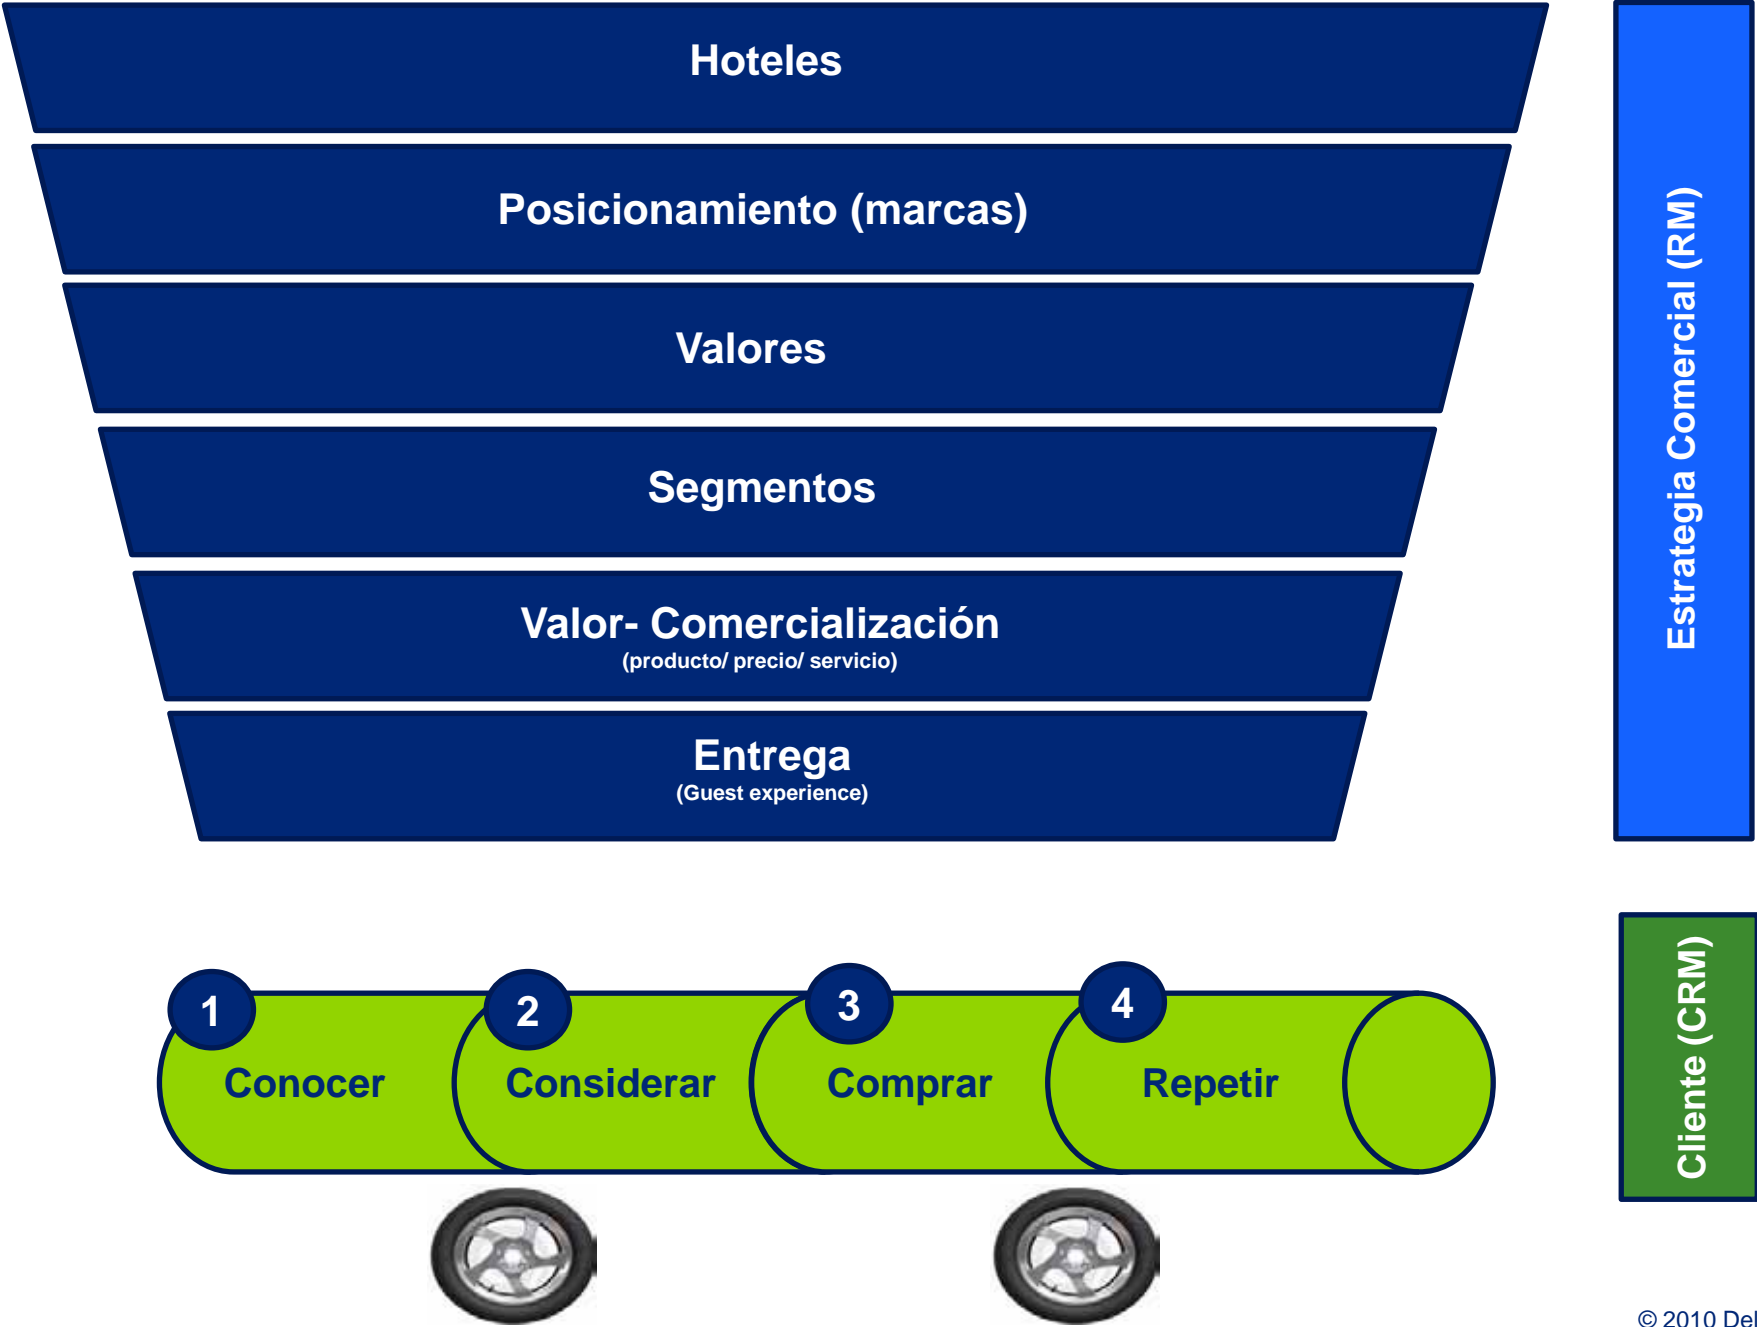 Hoteles
Posicionamiento (marcas)
Valores
Segmentos
Valor- Comercialización
(producto/ precio/ servicio)
Entrega
(Guest experience)
Estrategia Comercial (RM)
1
2
3
4
Conocer
Considerar
Comprar
Repetir
Cliente (CRM)
© 2010 Del